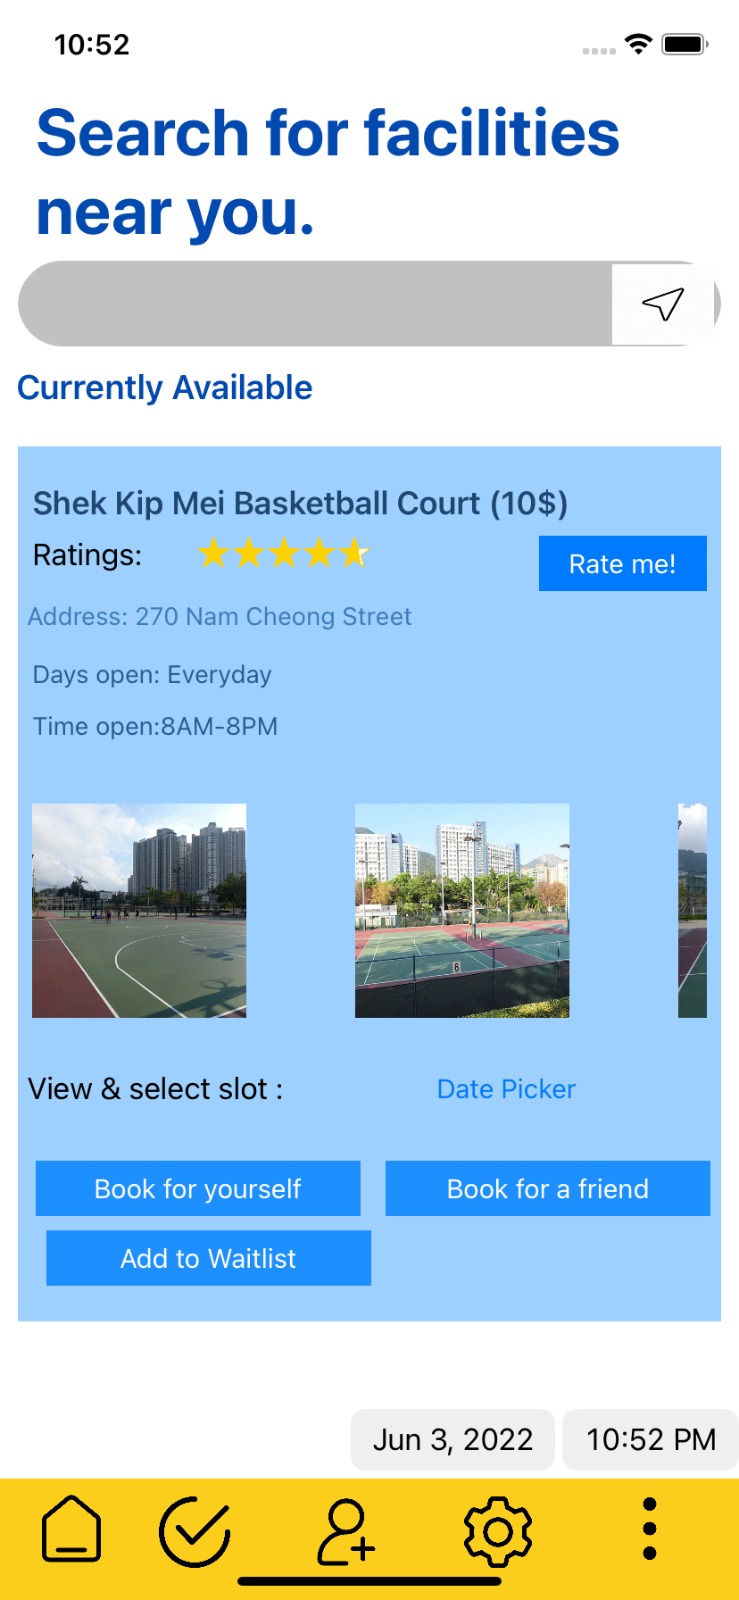 10:52
Search for facilities
near you.
Currently Available
Shek Kip Mei Basketball Court (10$)
Ratings:
Rate me!
Address: 270 Nam Cheong Street
Days open: Everyday
Time open:8AM-8PM
6
View & select slot :
Date Picker
Book for yourself
Book for a friend
Add to Waitlist
Jun 3, 2022
10:52 PM